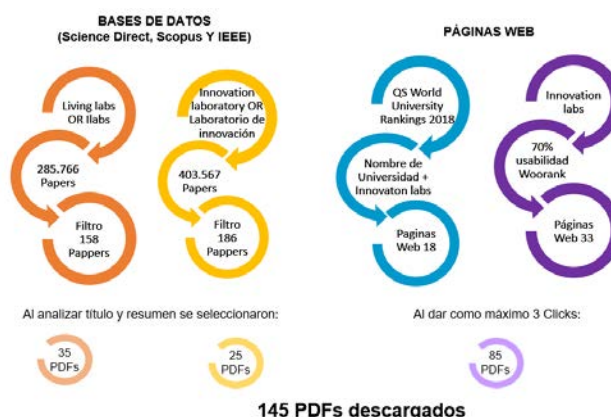 BASES DE DATOS
(Science Direct, Scopus Y IEEE)
PÁGINAS WEB
Living labs
OR Ilabs
285.766
Papers
Filtro
158
Pappers
Innovation
laboratory OR
Laboratorio de
innovación
403.567
Papers
Filtro
186
Pappers
QS World
University
Rankings 2018
Nombre de
Universidad +
Innovaton labs
Paginas
Web 18
Innovation
labs
70%
usabilidad
Woorank
Páginas
Web 33
Al analizar título y resumen se seleccionaron:
Al dar como máximo 3 Clicks:
35
PDFs
25
PDFs
85
PDFs
145 PDFs descargados